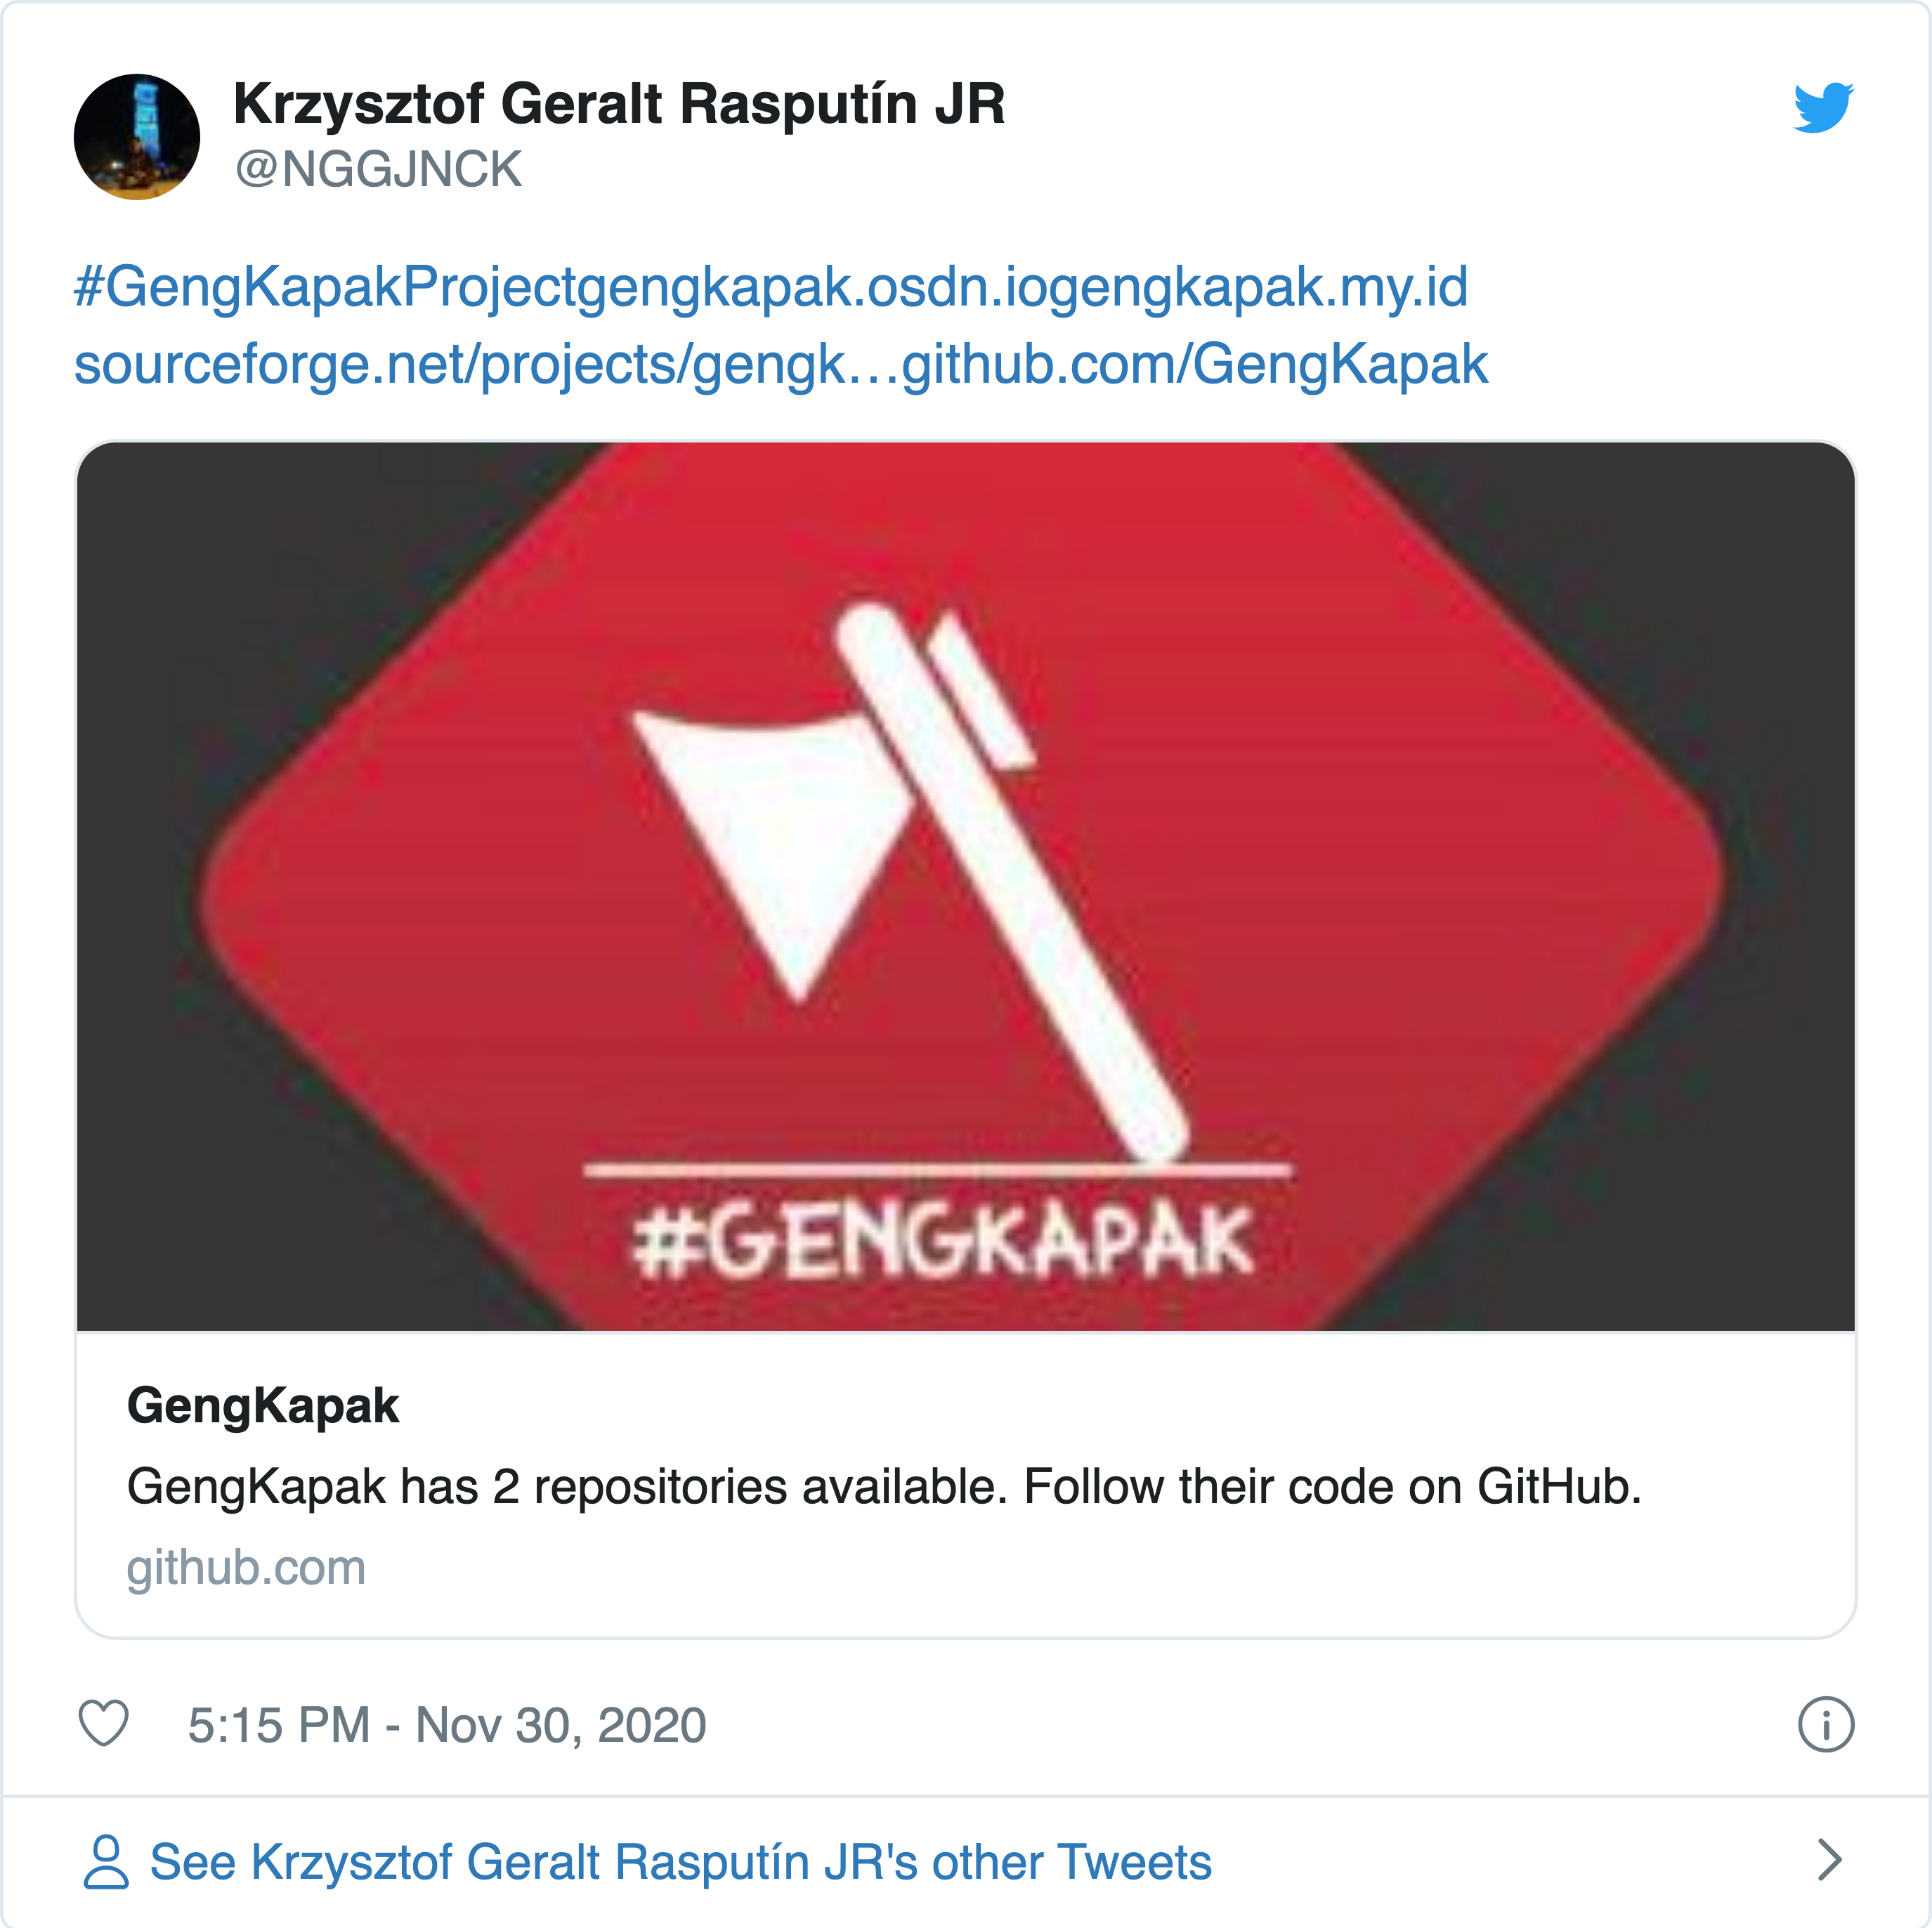 Krzysztof Geralt Rasputín JR
@NGGJNCK
#GengKapakProjectgengkapak.osdn.iogengkapak.my.id
sourceforge.net/projects/gengk…github.com/GengKapak
#GENGKAPAK
GengKapak
GengKapak has 2 repositories available. Follow their code on GitHub.
github.com
5:15 PM - Nov 30, 2020
See Krzysztof Geralt Rasputín JR's other Tweets